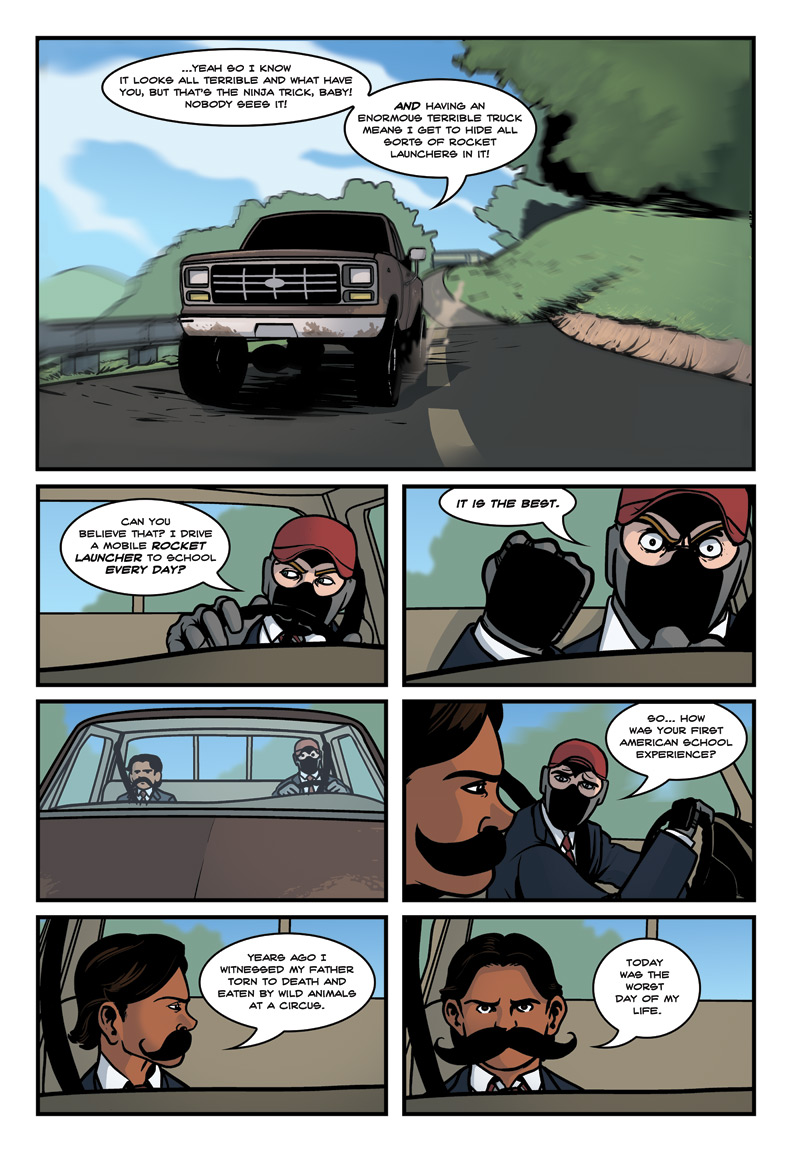 ...YEAH SO I KNOW
IT LOOKS ALL TERRIBLE AND WHAT HAVE
YOU, BUT THAT'S THE NINJA TRICK, BABY!
NOBODY SEES IT!
AND HAVING AN
ENORMOUS TERRIBLE TRUCK
MEANS I GET TO HIDE ALL
SORTS OF ROCKET
LAUNCHERS IN IT!
CAN YOU
BELIEVE THAT? I DRIVE
A MOBILE ROCKET
LAUNCHER TO SCHOOL
EVERY DAY?
IT IS THE BEST.
SO... HOW
WAS YOUR FIRST
AMERICAN SCHOOL
EXPERIENCE?
YEARS AGO I
WITNESSED MY FATHER
TORN TO DEATH AND
EATEN BY WILD ANIMALS
AT A CIRCUS.
TODAY
WAS THE
WORST
DAY OF MY
LIFE.